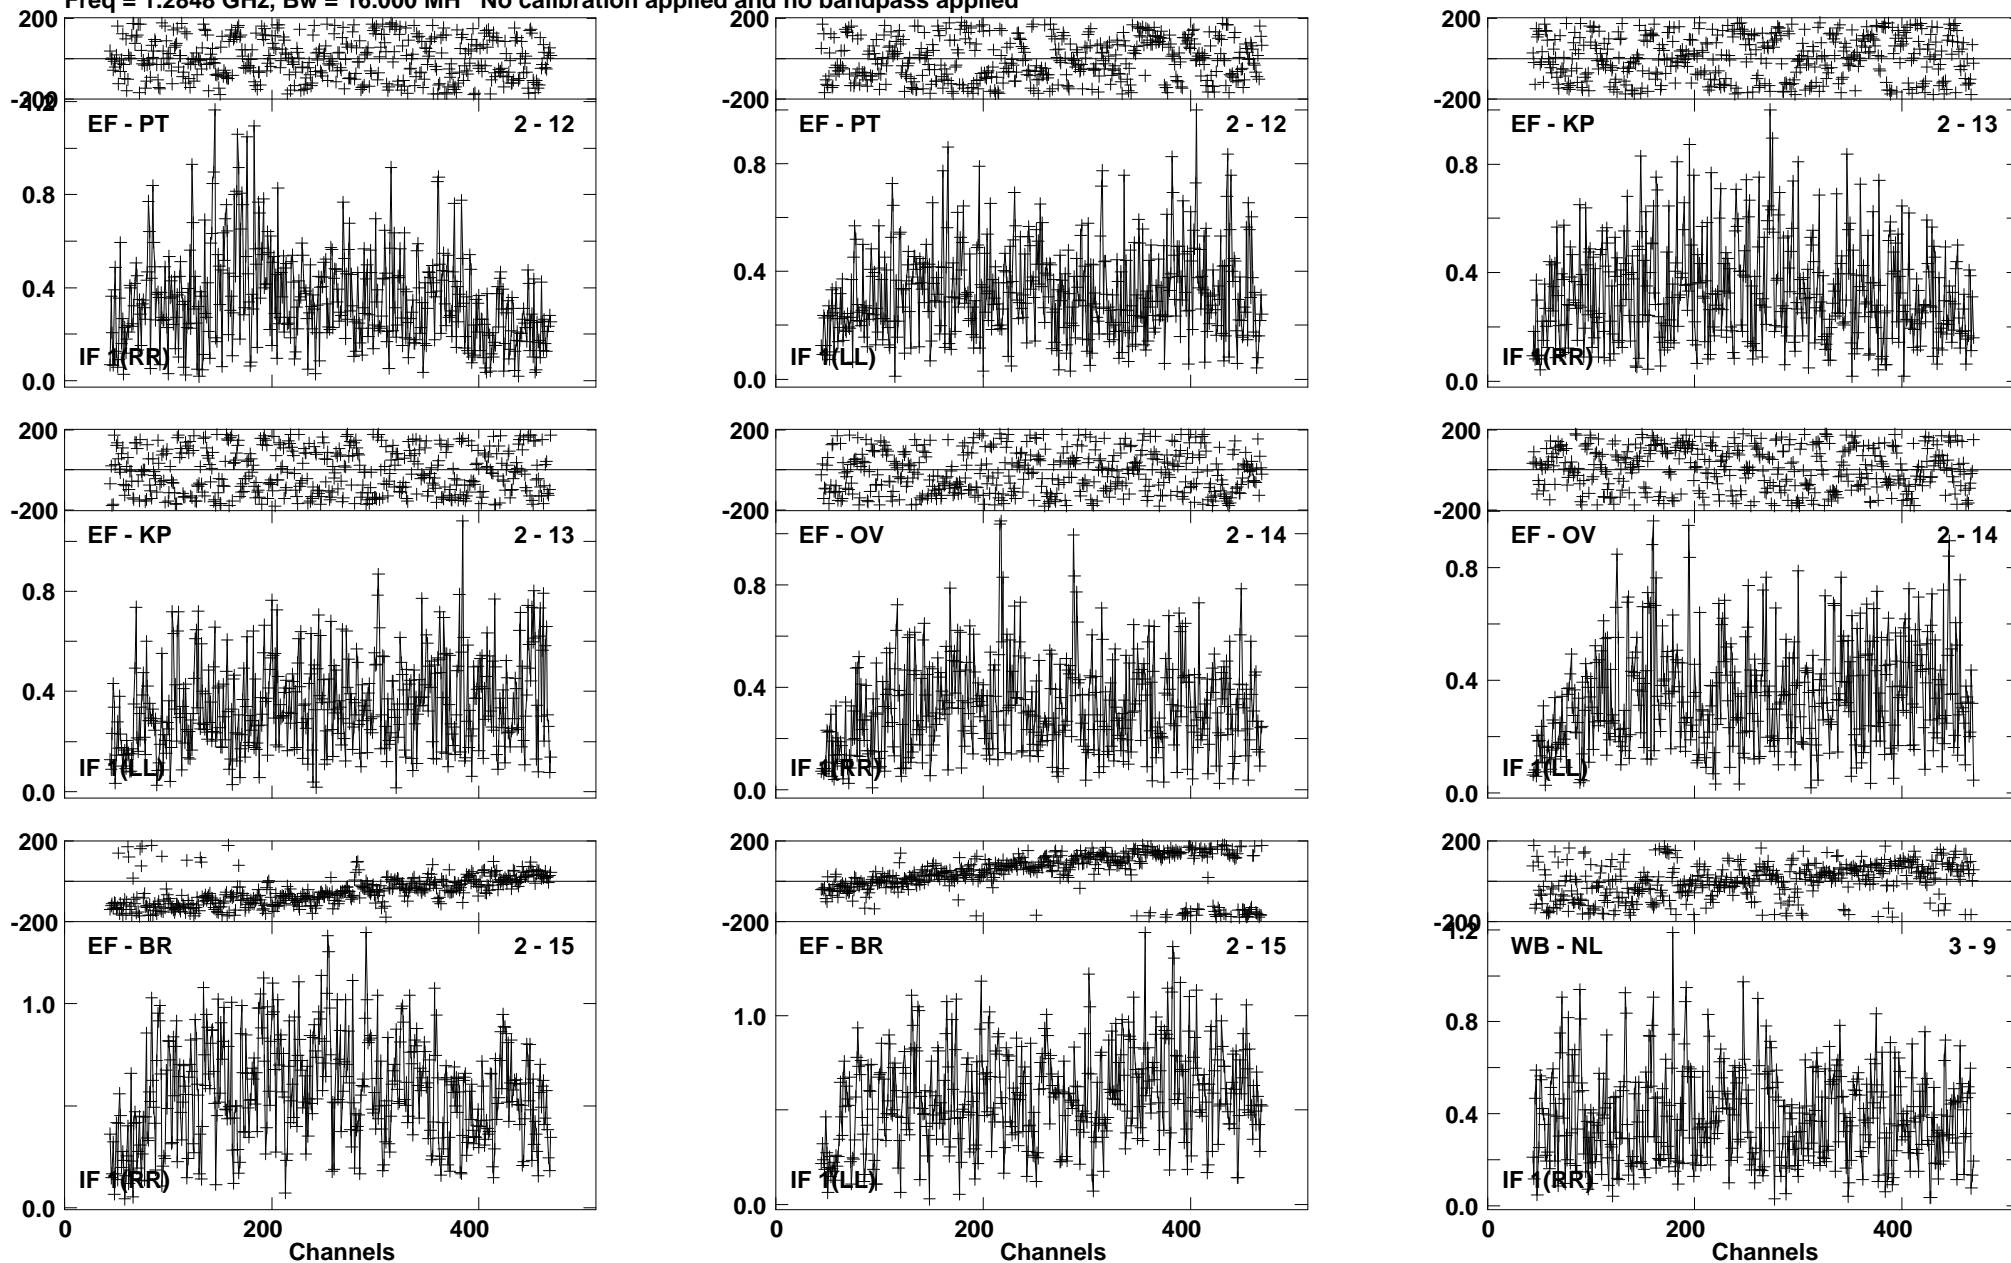 Freq = 1.2848 GHz, Bw = 16.000 MH No calibration applied and no bandpass applied
200 200 200
-200 -200 -200
1.2
EF - PT 2 - 12 EF - PT 2 - 12 EF - KP 2 - 13
0.8 0.8 0.8
0.4 0.4 0.4
IF 1(RR) IF 1(LL) IF 1(RR)
0.0 0.0 0.0
200 200 200
-200 -200 -200
EF - KP 2 - 13 EF - OV 2 - 14 EF - OV 2 - 14
0.8 0.8 0.8
0.4 0.4 0.4
IF 1(LL) IF 1(RR) IF 1(LL)
0.0 0.0 0.0
200 200 200
-200 -200 -200
1.2
EF - BR 2 - 15 EF - BR 2 - 15 WB - NL 3 - 9
1.0 1.0 0.8
0.4
IF 1(RR) IF 1(LL) IF 1(RR)
0.0 0.0 0.0
0 200 400 0 200 400 0 200 400
Channels Channels Channels